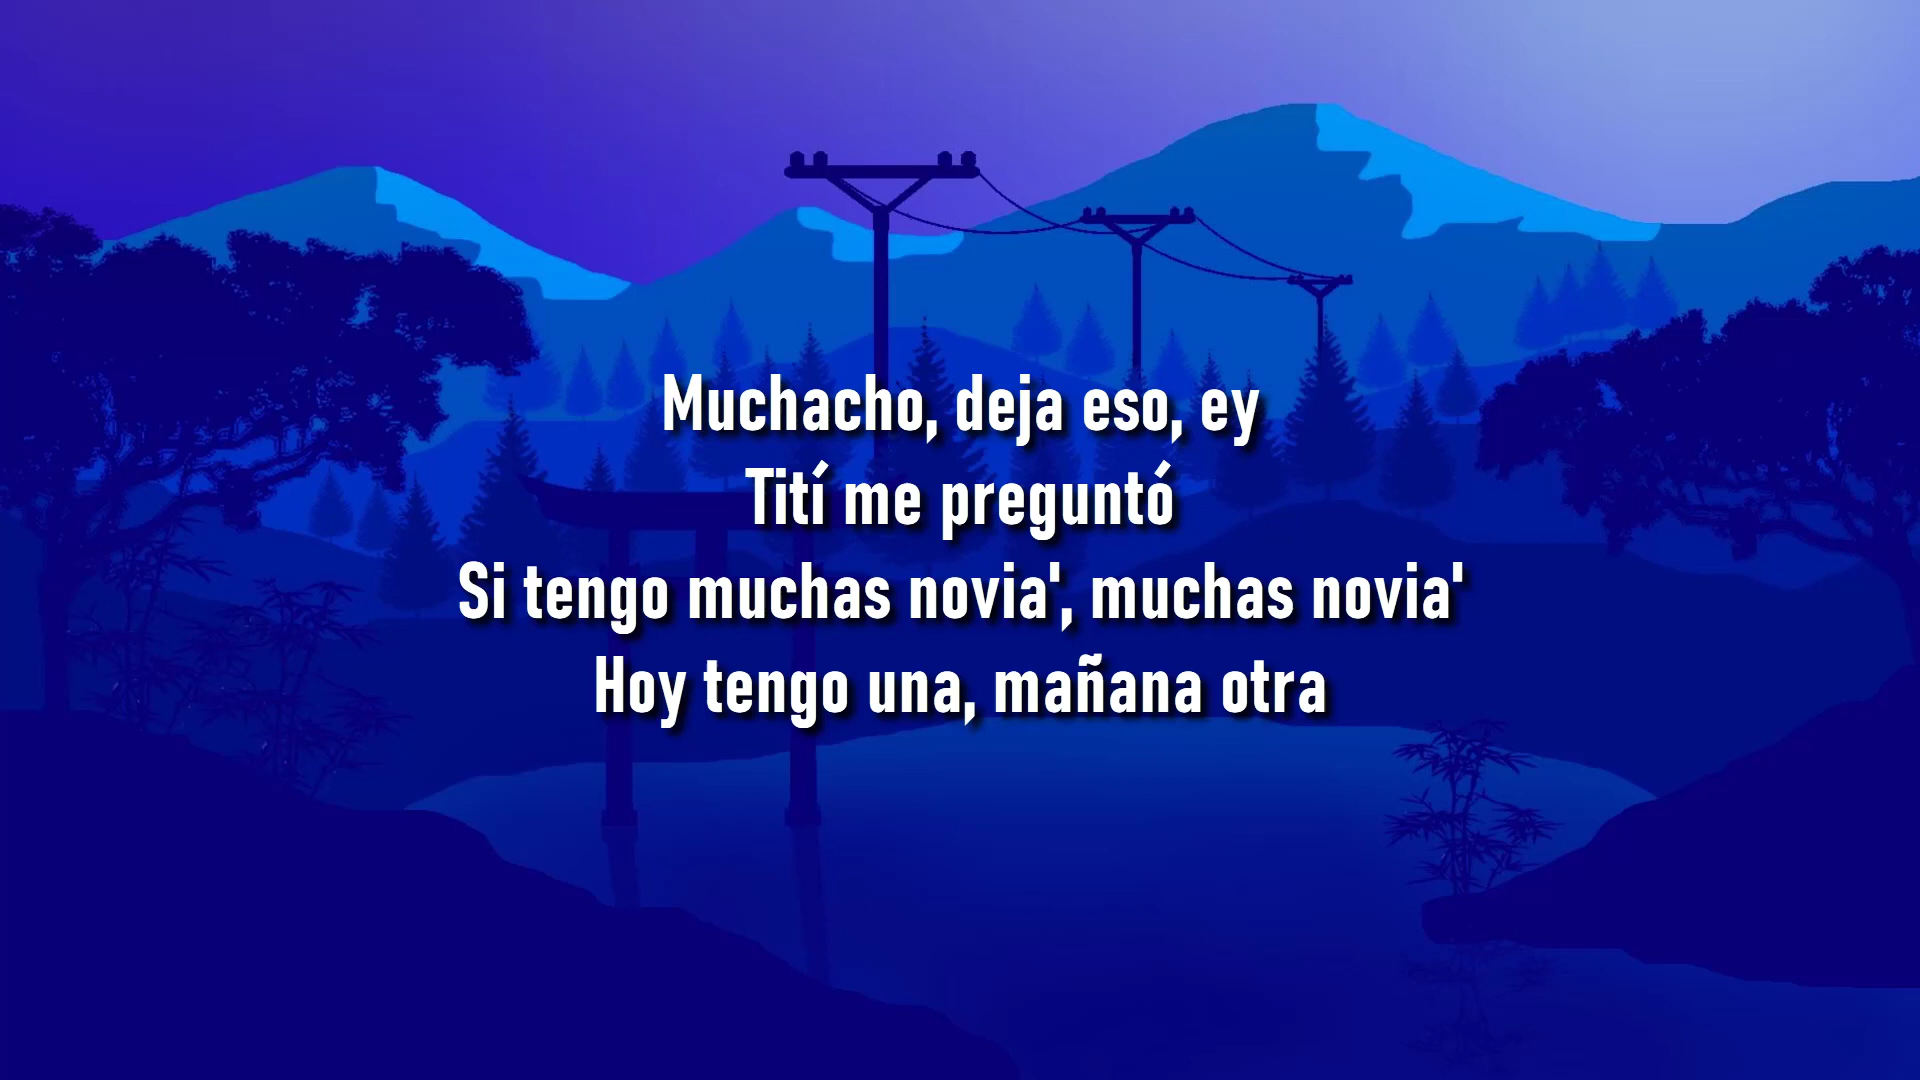 Muchacho, deja eso, ey
Tití me preguntó
Si tengo muchas novia', muchas novia'
Hoy tengo una, mañana otra